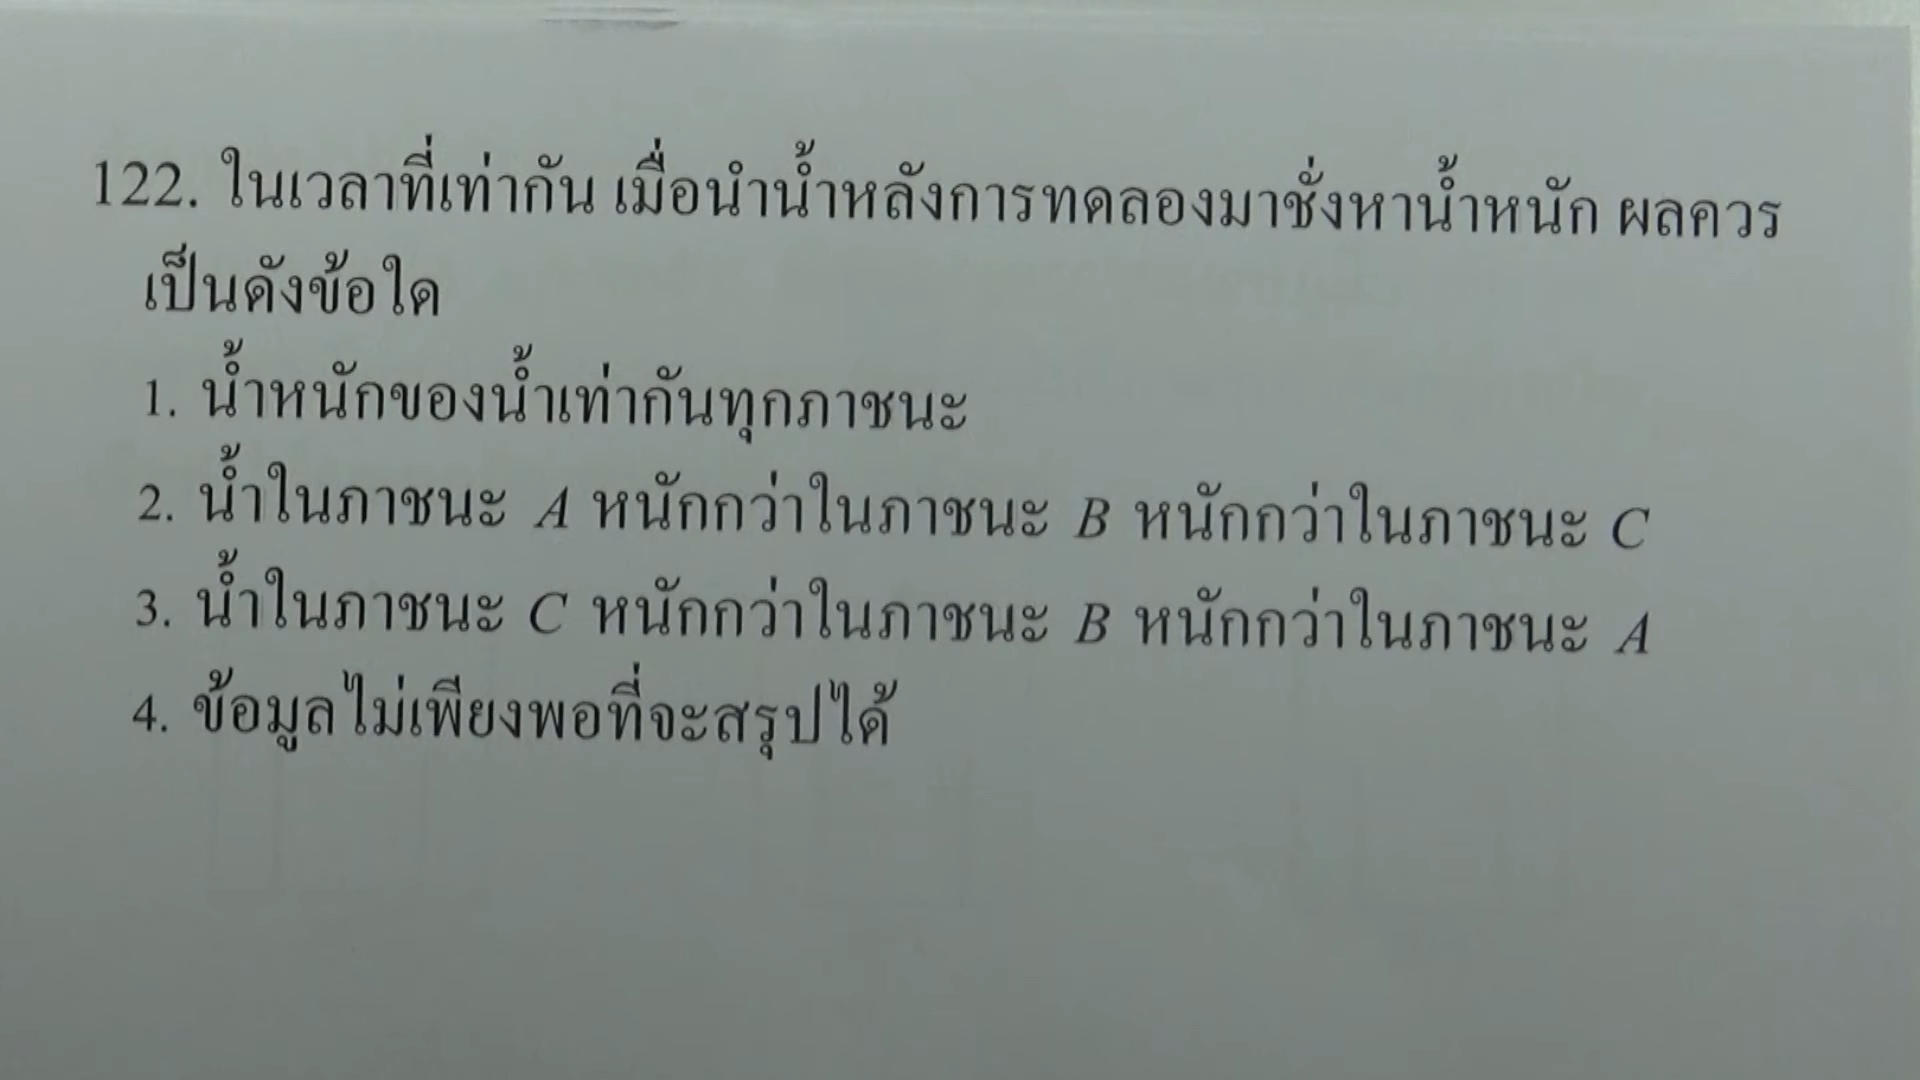 122. ในเวลาที่เท่ากัน เมื่อนำน้ำหลังการทดลองมาชั่งหาน้ำหนัก ผลควร
เป็นดังข้อใด
1. น้ำหนักของน้ำเท่ากันทุกภาชนะ
2. น้ำในภาชนะ A หนักกว่าในภาชนะ B หนักกว่าในภาชนะ C
3. น้ำในภาชนะ C หนักกว่าในภาชนะ B หนักกว่าในภาชนะ A
4. ข้อมูลไม่เพียงพอที่จะสรุปได้